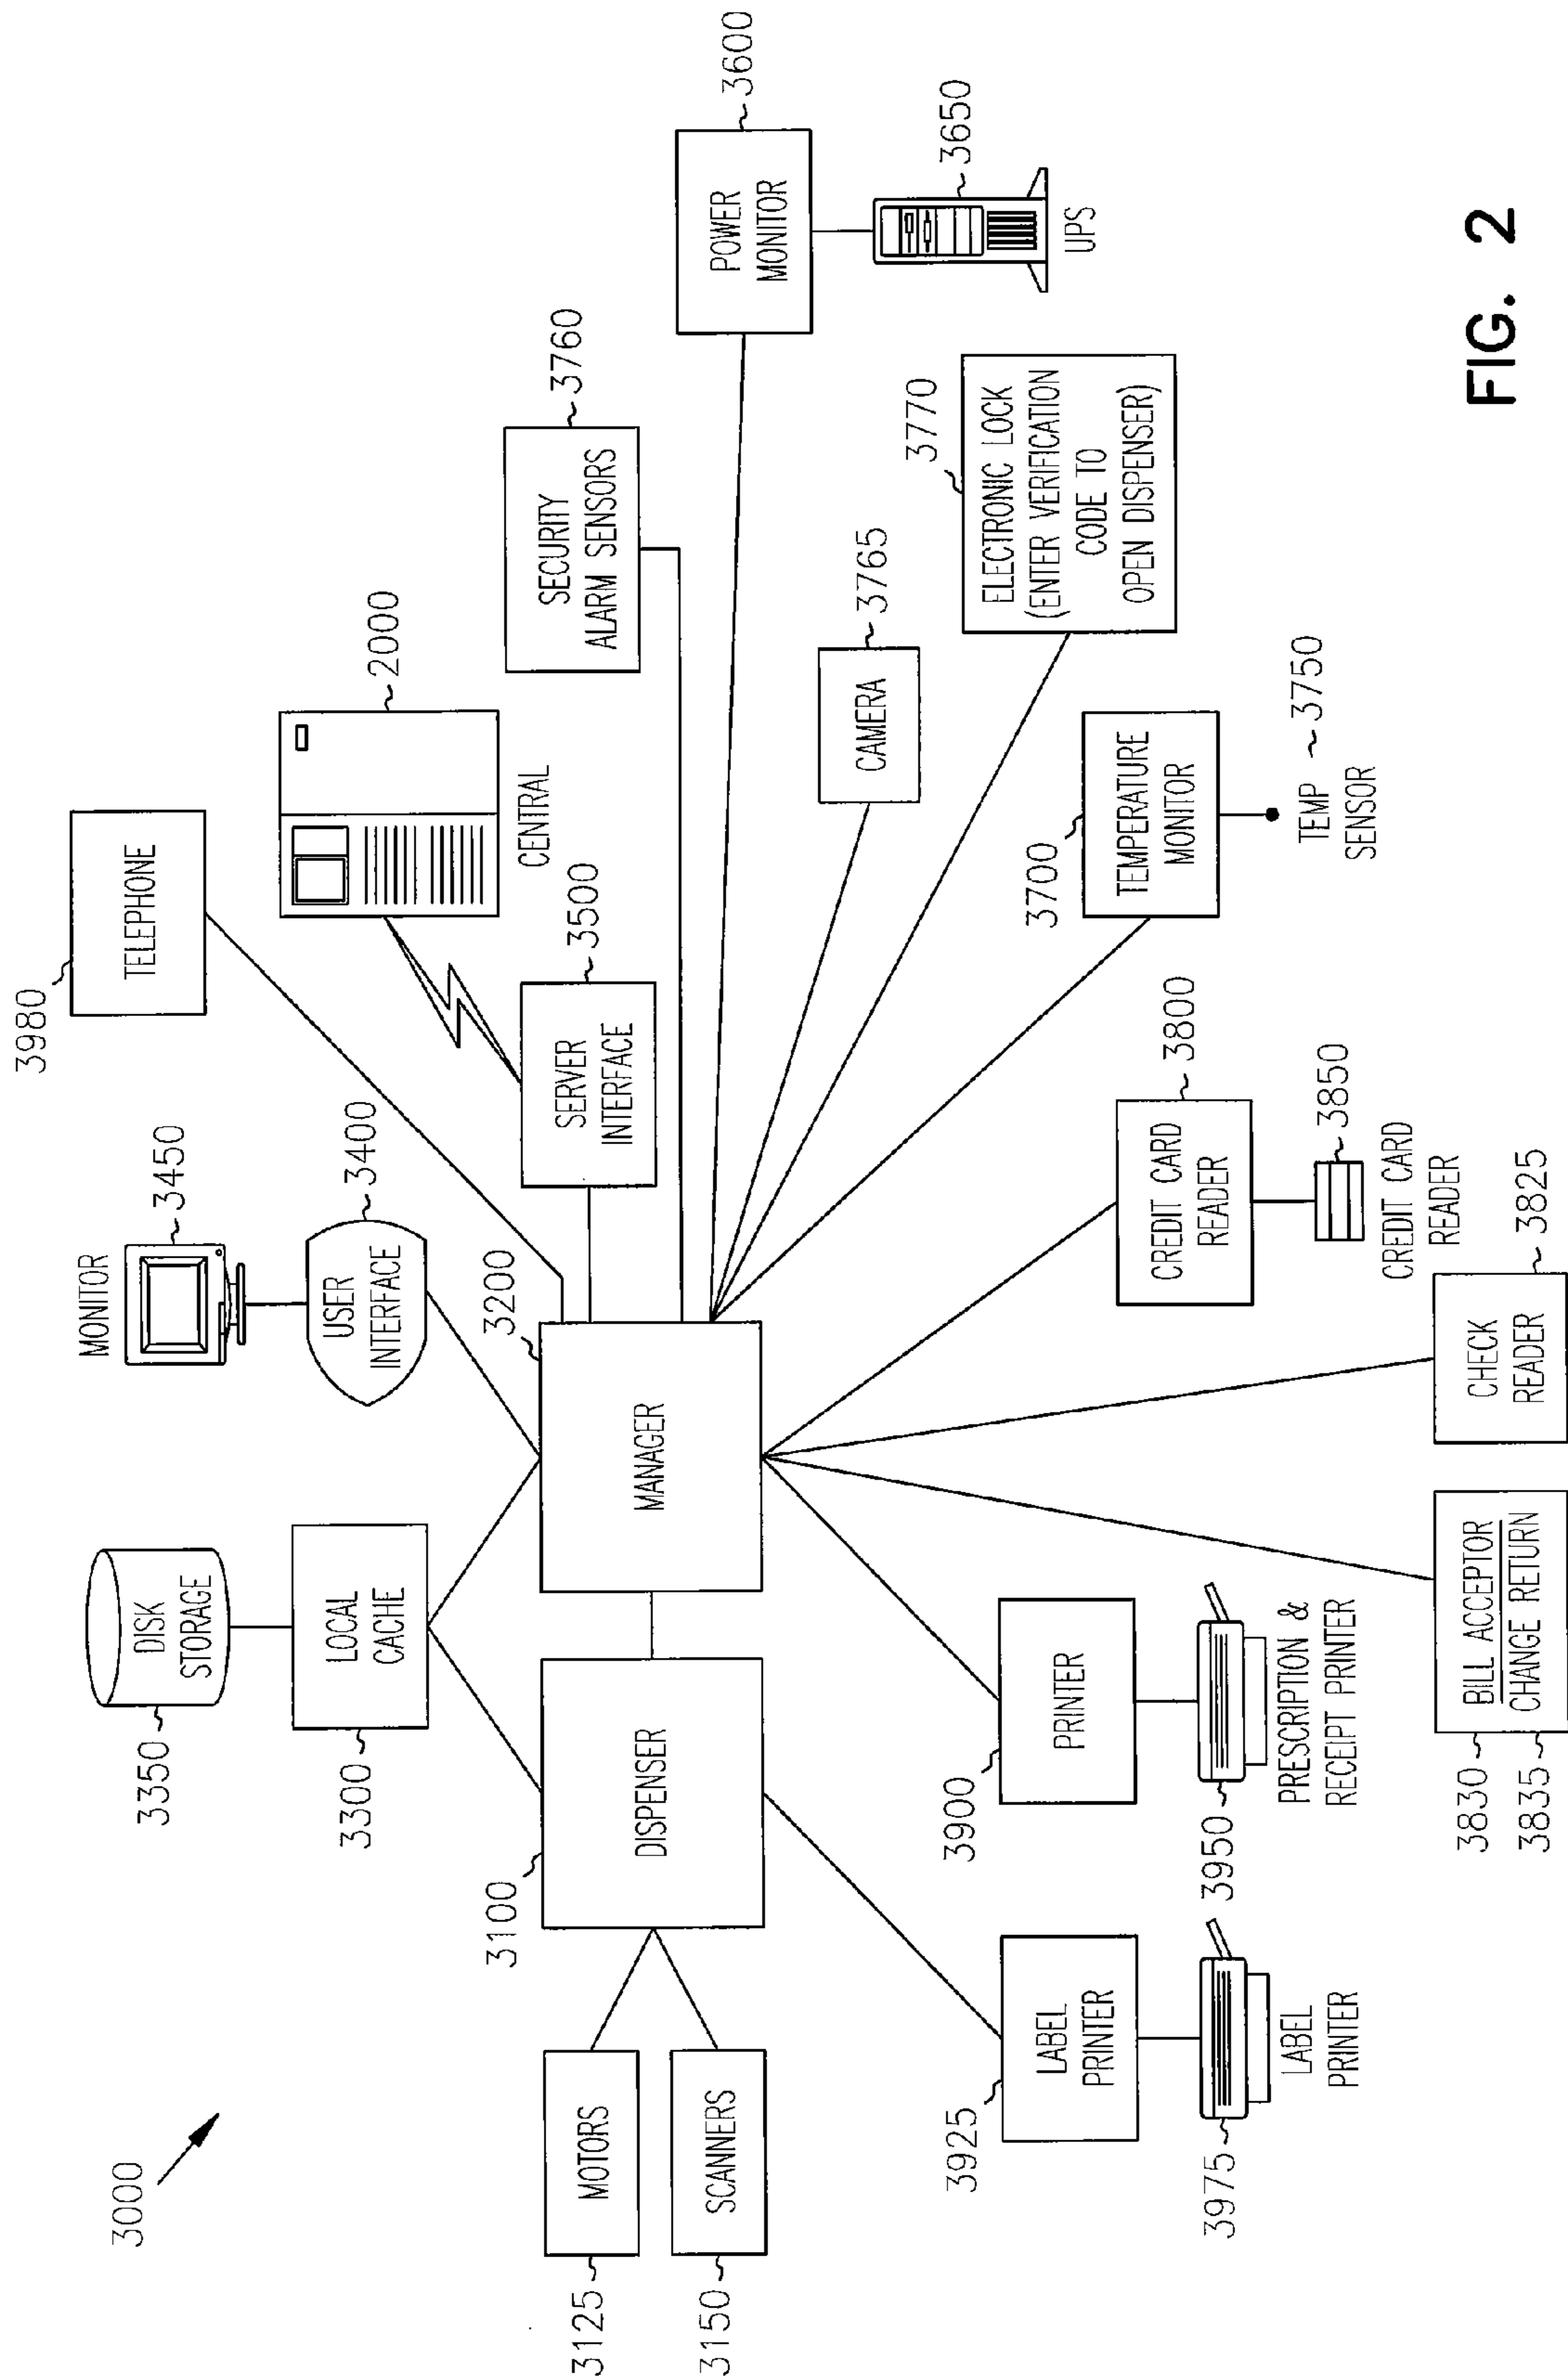 3000
3980
TELEPHONE
MONITOR
3450
3400
USER
INTERFACE
2000
CENTRAL
3500
SERVER
INTERFACE
3760
SECURITY
ALARM SENSORS
3600
POWER
MONITOR
3650
UPS
3350
DISK
STORAGE
3300
LOCAL
CACHE
3200
MANAGER
3100
DISPENSER
3125
MOTORS
3150
SCANNERS
3765
CAMERA
3770
ELECTRONIC LOCK
(ENTER VERIFICATION
CODE TO
OPEN DISPENSER)
3700
TEMPERATURE
MONITOR
3750
TEMP
SENSOR
3800
CREDIT CARD
READER
3850
CREDIT CARD
READER
3825
CHECK
READER
3830
BILL ACCEPTOR
3835
CHANGE RETURN
3900
PRINTER
3950
PRESCRIPTION &
RECEIPT PRINTER
3925
LABEL
PRINTER
3975
LABEL
PRINTER
FIG. 2